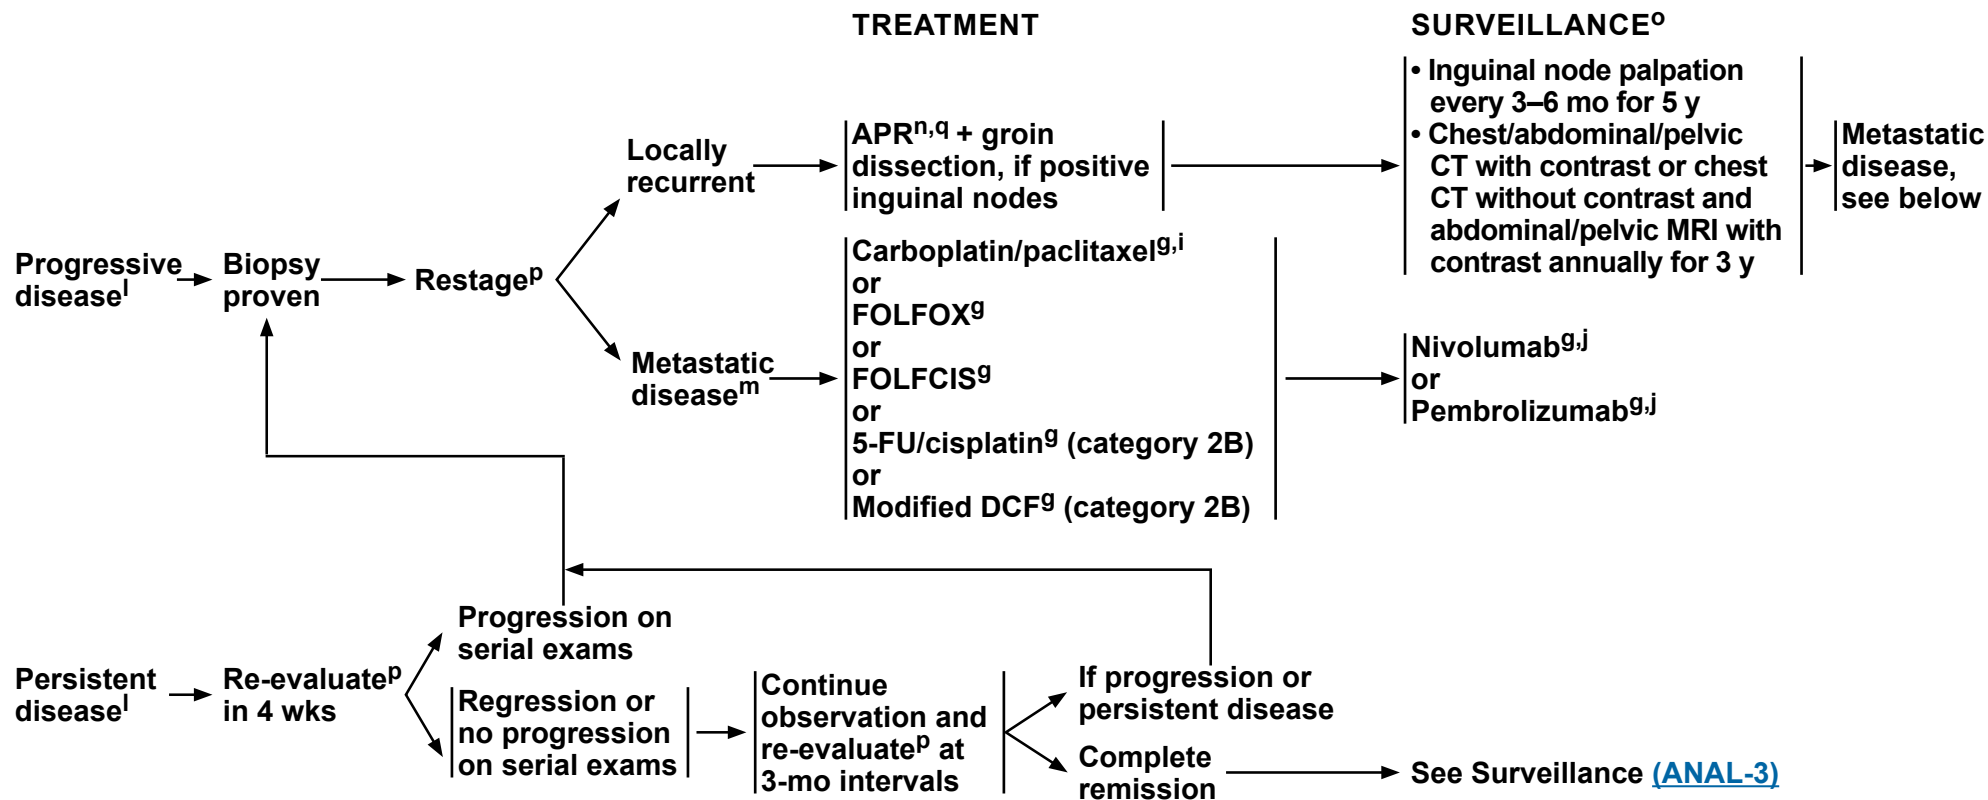 TREATMENT
SURVEILLANCEo
Progressive
diseasel
Biopsy
proven
Restagep
Locally
recurrent
APRn,q + groin
dissection, if positive
inguinal nodes
• Inguinal node palpation
every 3–6 mo for 5 y
• Chest/abdominal/pelvic
CT with contrast or chest
CT without contrast and
abdominal/pelvic MRI with
contrast annually for 3 y
Metastatic
disease,
see below
Metastatic
diseasem
Carboplatin/paclitaxelg,i
or
FOLFOXg
or
FOLFCISg
or
5-FU/cisplating (category 2B)
or
Modified DCFg (category 2B)
Nivolumabg,j
or
Pembrolizumabg,j
Persistent
diseasel
Re-evaluatep
in 4 wks
Progression on
serial exams
Regression or
no progression
on serial exams
Continue
observation and
re-evaluatep at
3-mo intervals
If progression or
persistent disease
Complete
remission
See Surveillance (ANAL-3)